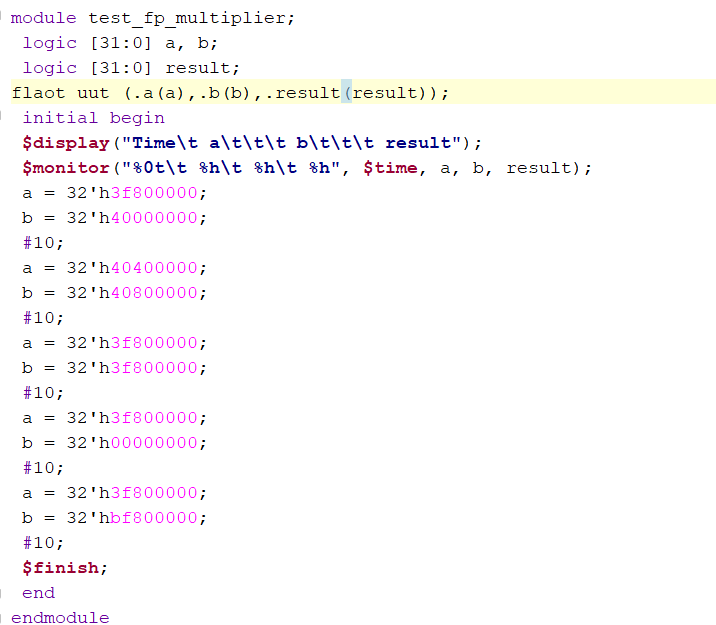 module test_fp_multiplier;
logic [31:0] a, b;
logic [31:0] result;
flaot uut (.a(a),.b(b),.result(result));
initial begin
$display("Time\t a\t\t\t b\t\t\t result");
$monitor("%0t\t %h\t %h\t %h", $time, a, b, result);
a = 32'h3f800000;
b = 32'h40000000;
#10;
a = 32'h40400000;
b = 32'h40800000;
#10;
a = 32'h3f800000;
b = 32'h3f800000;
#10;
a = 32'h3f800000;
b = 32'h00000000;
#10;
a = 32'h3f800000;
b = 32'hbf800000;
#10;
$finish;
end
endmodule